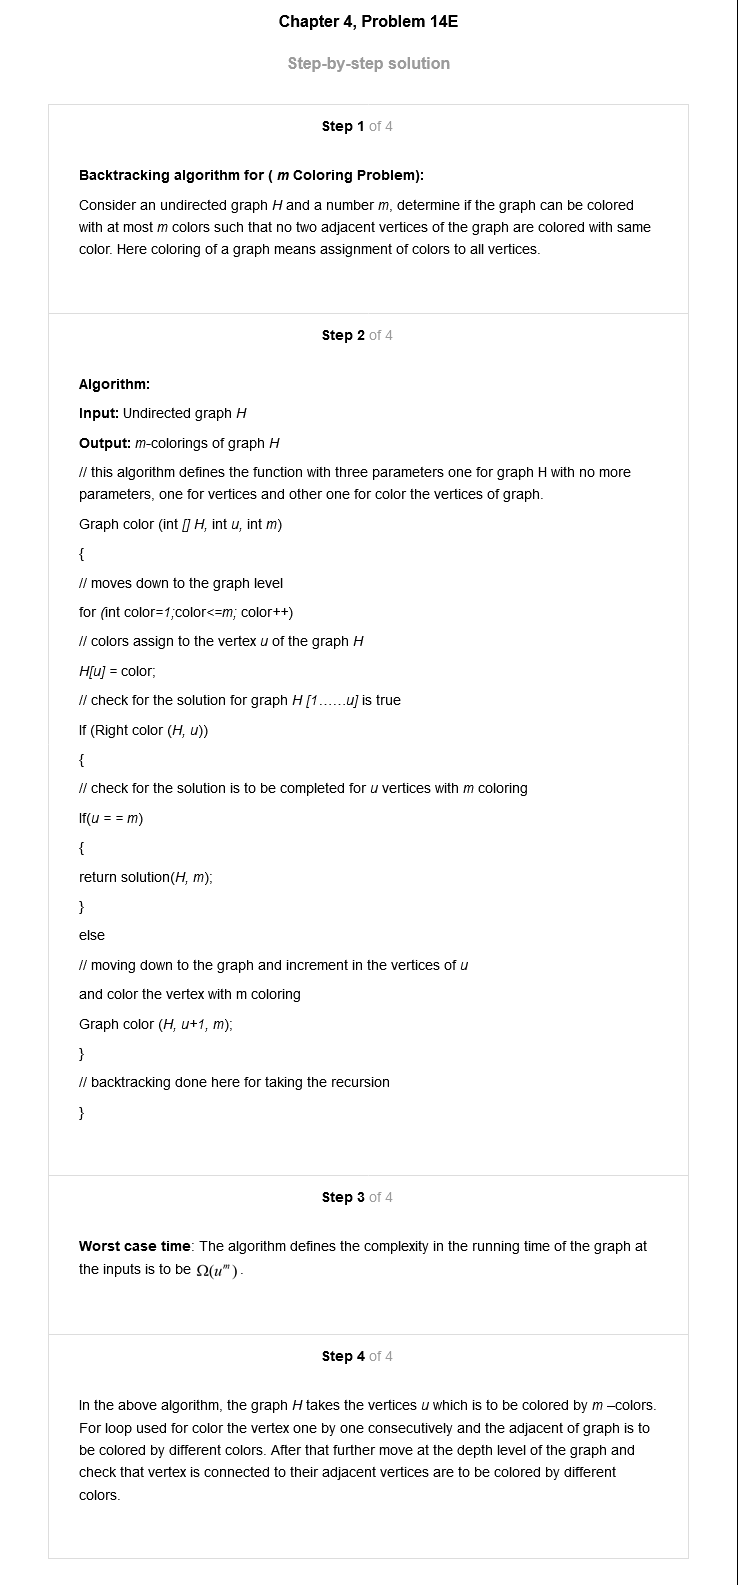 Chapter 4, Problem 14E
Step-by-step solution
Step 1 of 4
Backtracking algorithm for ( m Coloring Problem):
Consider an undirected graph H and a number m, determine if the graph can be colored
with at most m colors such that no two adjacent vertices of the graph are colored with same
color. Here coloring of a graph means assignment of colors to all vertices.
Step 2 of 4
Algorithm:
Input: Undirected graph H
Output: m-colorings of graph H
// this algorithm defines the function with three parameters one for graph H with no more
parameters, one for vertices and other one for color the vertices of graph.
Graph color (int [] H, int u, int m)
{
// moves down to the graph level
for (int color=1;color<=m; color++)
// colors assign to the vertex u of the graph H
H[u] = color;
// check for the solution for graph H [1......u] is true
If (Right color (H, u))
{
// check for the solution is to be completed for u vertices with m coloring
If(u = = m)
{
return solution(H, m);
}
else
// moving down to the graph and increment in the vertices of u
and color the vertex with m coloring
Graph color (H, u+1, m);
}
// backtracking done here for taking the recursion
}
Step 3 of 4
Worst case time: The algorithm defines the complexity in the running time of the graph at
the inputs is to be Ω(uᵐ).
Step 4 of 4
In the above algorithm, the graph H takes the vertices u which is to be colored by m –colors.
For loop used for color the vertex one by one consecutively and the adjacent of graph is to
be colored by different colors. After that further move at the depth level of the graph and
check that vertex is connected to their adjacent vertices are to be colored by different
colors.